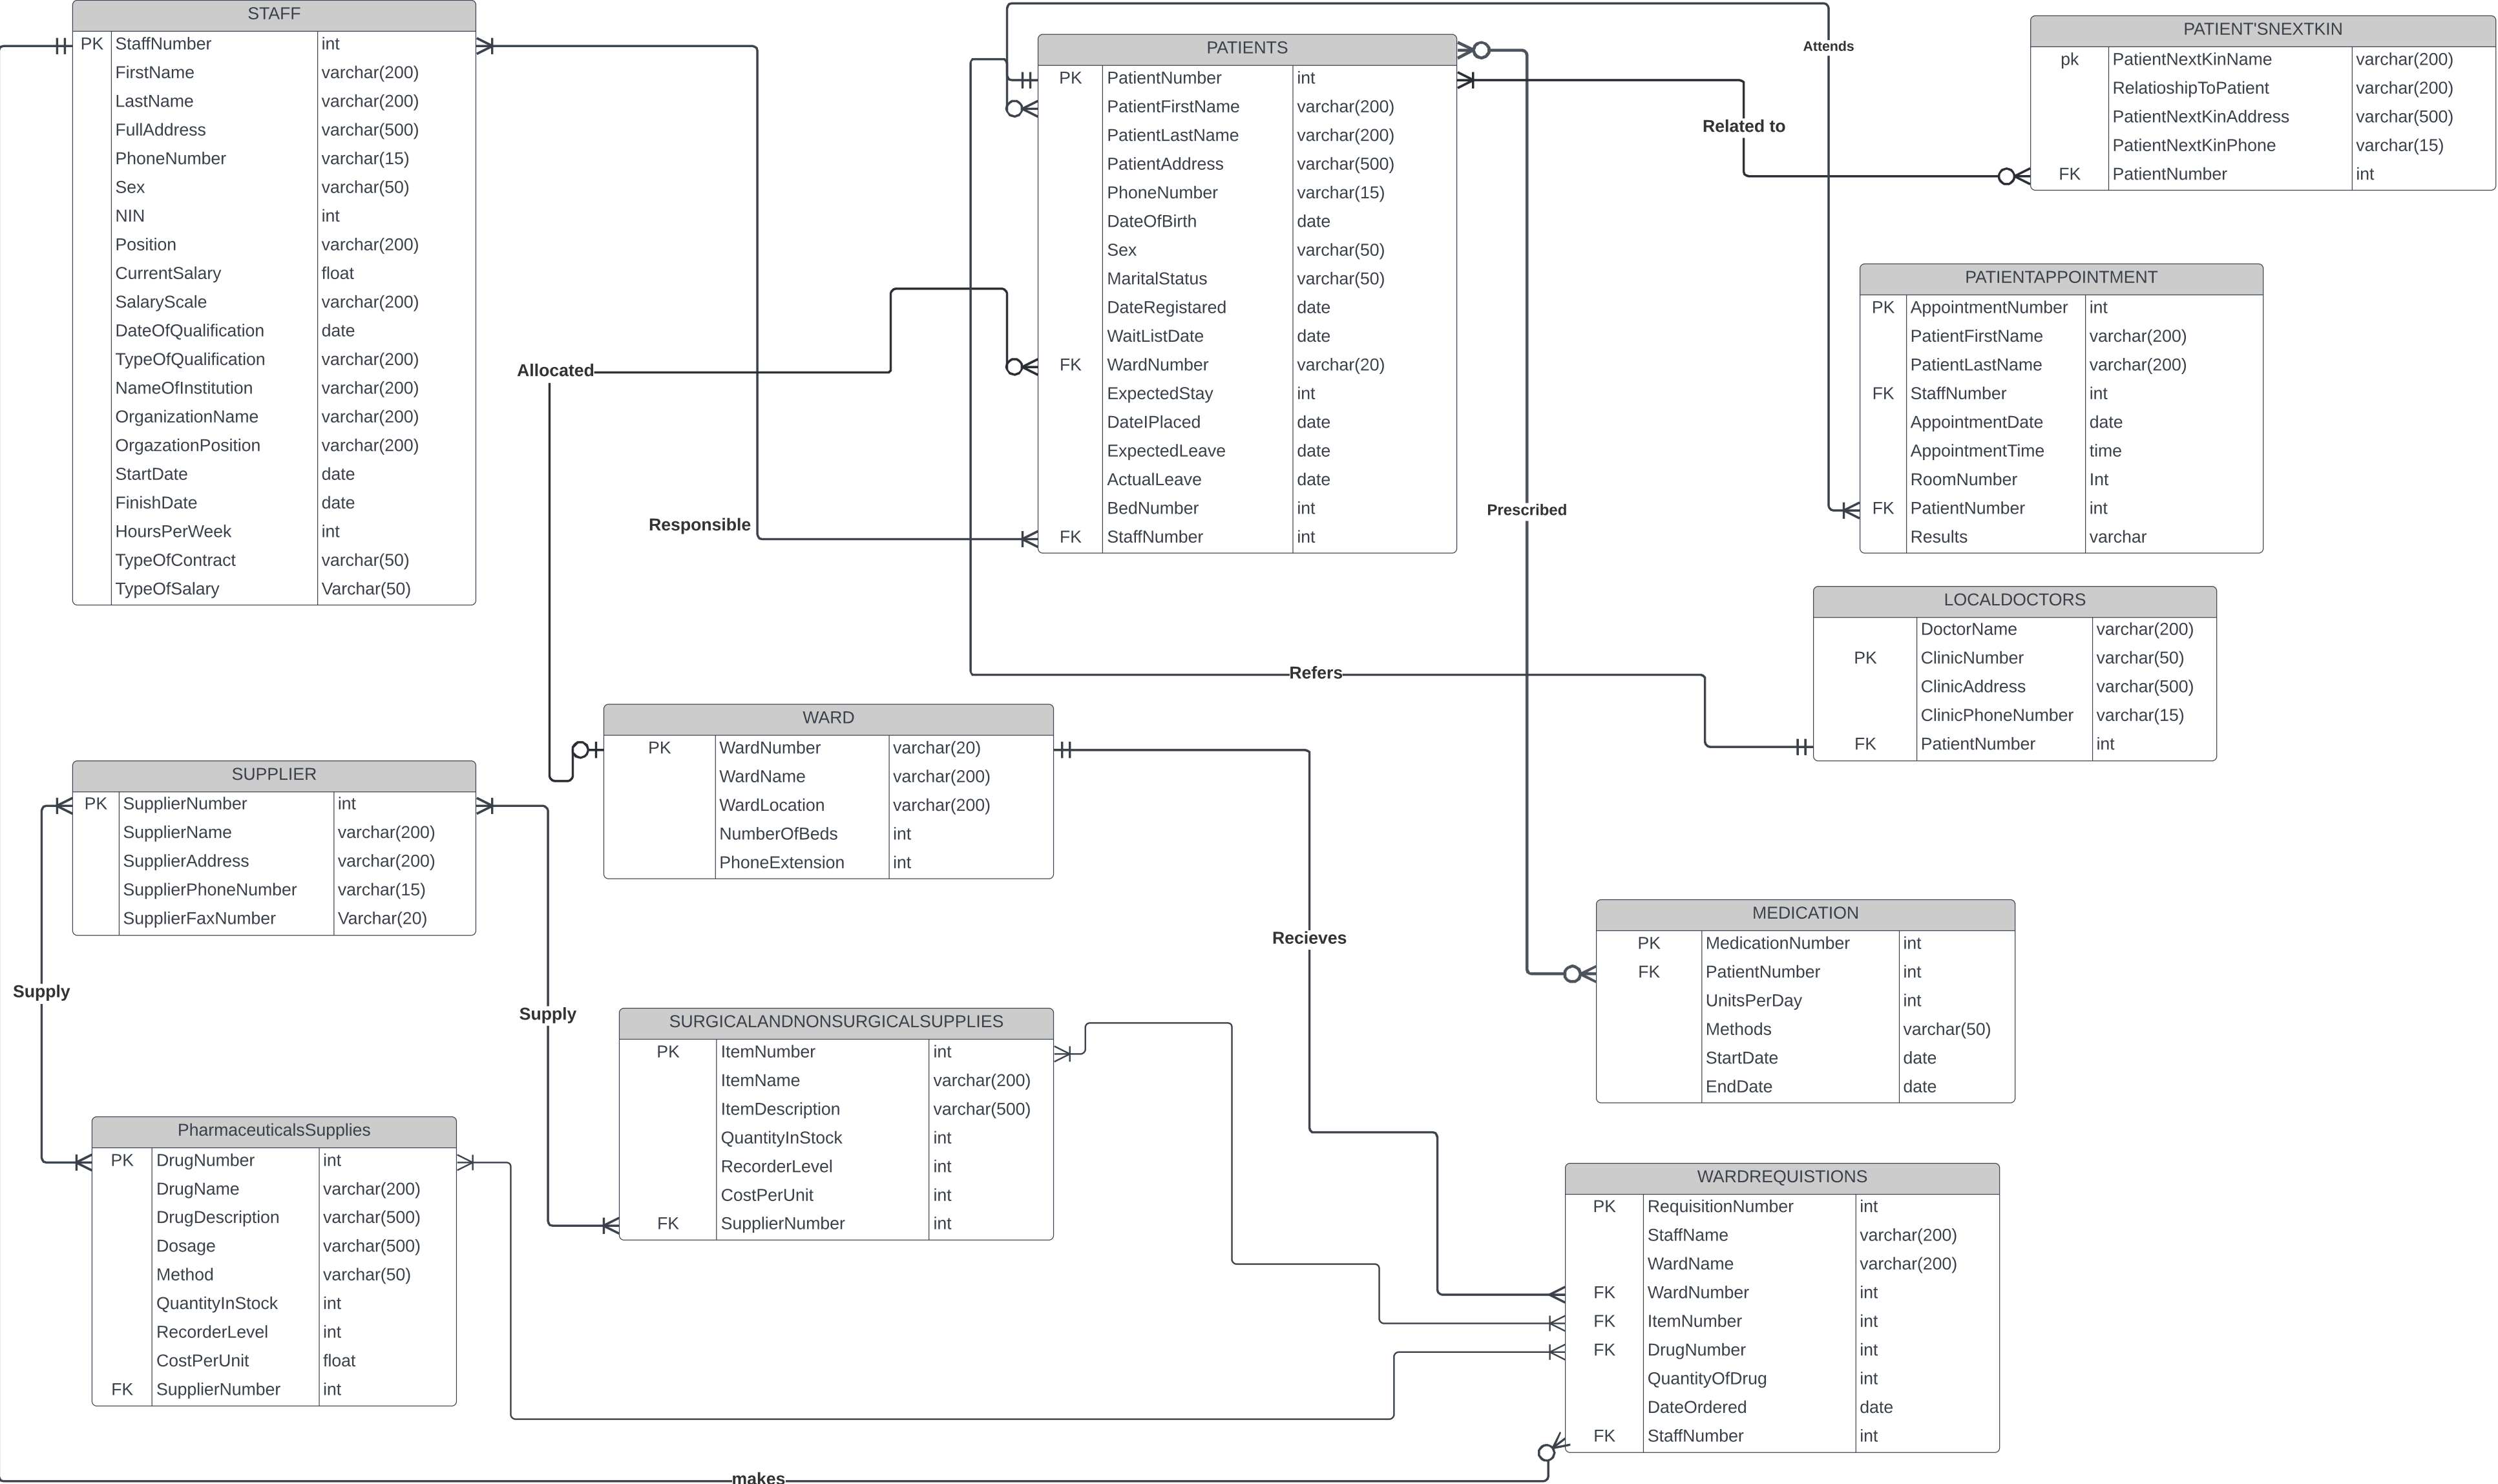 STAFF
PK StaffNumber int
FirstName varchar(200)
LastName varchar(200)
FullAddress varchar(500)
PhoneNumber varchar(15)
Sex varchar(50)
NIN int
Position varchar(200)
CurrentSalary float
SalaryScale varchar(200)
DateOfQualification date
TypeOfQualification varchar(200)
NameOfInstitution varchar(200)
OrganizationName varchar(200)
OrgazationPosition varchar(200)
StartDate date
FinishDate date
HoursPerWeek int
TypeOfContract varchar(50)
TypeOfSalary Varchar(50)
PATIENTS
PK PatientNumber int
PatientFirstName varchar(200)
PatientLastName varchar(200)
PatientAddress varchar(500)
PhoneNumber varchar(15)
DateOfBirth date
Sex varchar(50)
MaritalStatus varchar(50)
DateRegistared date
WaitListDate date
FK WardNumber varchar(20)
ExpectedStay int
DateIPlaced date
ExpectedLeave date
ActualLeave date
BedNumber int
FK StaffNumber int
PATIENT'SNEXTKIN
pk PatientNextKinName varchar(200)
RelatioshipToPatient varchar(200)
PatientNextKinAddress varchar(500)
PatientNextKinPhone varchar(15)
FK PatientNumber int
Attends
Related to
PATIENTAPPOINTMENT
PK AppointmentNumber int
PatientFirstName varchar(200)
PatientLastName varchar(200)
FK StaffNumber int
AppointmentDate date
AppointmentTime time
RoomNumber Int
FK PatientNumber int
Results varchar
Allocated
Responsible
Prescribed
LOCALDOCTORS
DoctorName varchar(200)
PK ClinicNumber varchar(50)
ClinicAddress varchar(500)
ClinicPhoneNumber varchar(15)
FK PatientNumber int
Refers
WARD
PK WardNumber varchar(20)
WardName varchar(200)
WardLocation varchar(200)
NumberOfBeds int
PhoneExtension int
SUPPLIER
PK SupplierNumber int
SupplierName varchar(200)
SupplierAddress varchar(200)
SupplierPhoneNumber varchar(15)
SupplierFaxNumber Varchar(20)
Recieves
MEDICATION
PK MedicationNumber int
FK PatientNumber int
UnitsPerDay int
Methods varchar(50)
StartDate date
EndDate date
Supply
Supply
SURGICALANDNONSURGICALSUPPLIES
PK ItemNumber int
ItemName varchar(200)
ItemDescription varchar(500)
QuantityInStock int
RecorderLevel int
CostPerUnit int
FK SupplierNumber int
PharmaceuticalsSupplies
PK DrugNumber int
DrugName varchar(200)
DrugDescription varchar(500)
Dosage varchar(500)
Method varchar(50)
QuantityInStock int
RecorderLevel int
CostPerUnit float
FK SupplierNumber int
WARDREQUISTIONS
PK RequisitionNumber int
StaffName varchar(200)
WardName varchar(200)
FK WardNumber int
FK ItemNumber int
FK DrugNumber int
QuantityOfDrug int
DateOrdered date
FK StaffNumber int
makes